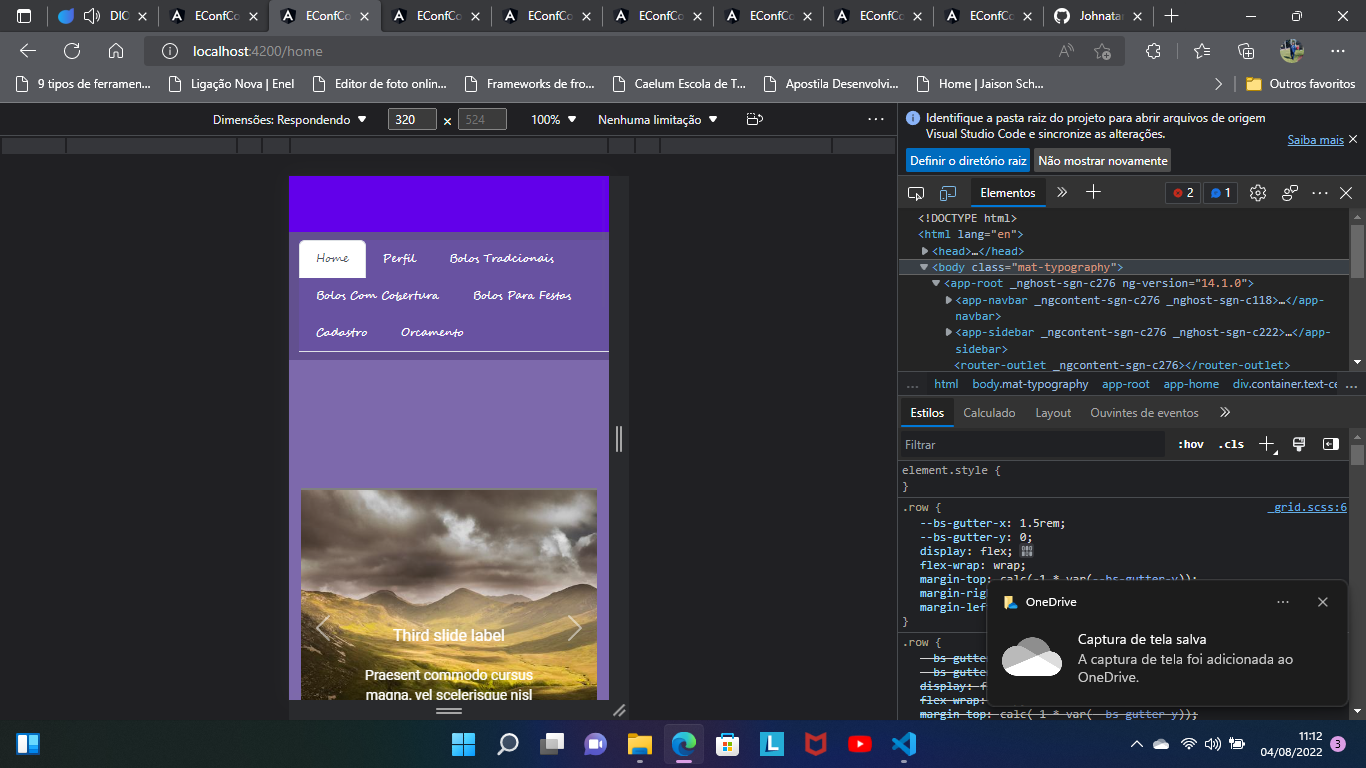 DIO
EConfCo
EConfCo
EConfCo
EConfCo
EConfCo
EConfCo
EConfCo
EConfCo
Johnatan
localhost:4200/home
9 tipos de ferramen...
Ligação Nova | Enel
Editor de foto onlin...
Frameworks de fro...
Caelum Escola de T...
Apostila Desenvolvi...
Home | Jaison Sch...
Outros favoritos
Dimensões: Respondendo
320 × 524
100%
Nenhuma limitação
Identifique a pasta raiz do projeto para abrir arquivos de origem
Visual Studio Code e sincronize as alterações.
Saiba mais
Definir o diretório raiz
Não mostrar novamente
Elementos
2
1
<!DOCTYPE html>
<html lang="en">
<head>…</head>
<body class="mat-typography">
<app-root _nghost-sgn-c276 ng-version="14.1.0">
<app-navbar _ngcontent-sgn-c276 _nghost-sgn-c118>…</app-
navbar>
<app-sidebar _ngcontent-sgn-c276 _nghost-sgn-c222>…</app-
sidebar>
<router-outlet _ngcontent-sgn-c276></router-outlet>
... html body.mat-typography app-root app-home div.container.text-ce ...
Estilos Calculado Layout Ouvintes de eventos
Filtrar
:hov .cls
element.style {
}
.row {
_grid.scss:6
--bs-gutter-x: 1.5rem;
--bs-gutter-y: 0;
display: flex;
flex-wrap: wrap;
margin-top: calc(-1 * var(--bs-gutter-y));
margin-rig
margin-lef
}
.row {
--bs-gutte
--bs-gutte
display: f
flex-wrap:
margin-top: calc(-1 * var(--bs-gutter-y));
Home
Perfil
Bolos Tradcionais
Bolos Com Cobertura
Bolos Para Festas
Cadastro
Orcamento
Third slide label
Praesent commodo cursus
magna, vel scelerisque nisl
OneDrive
Captura de tela salva
A captura de tela foi adicionada ao
OneDrive.
L
11:12
04/08/2022
3